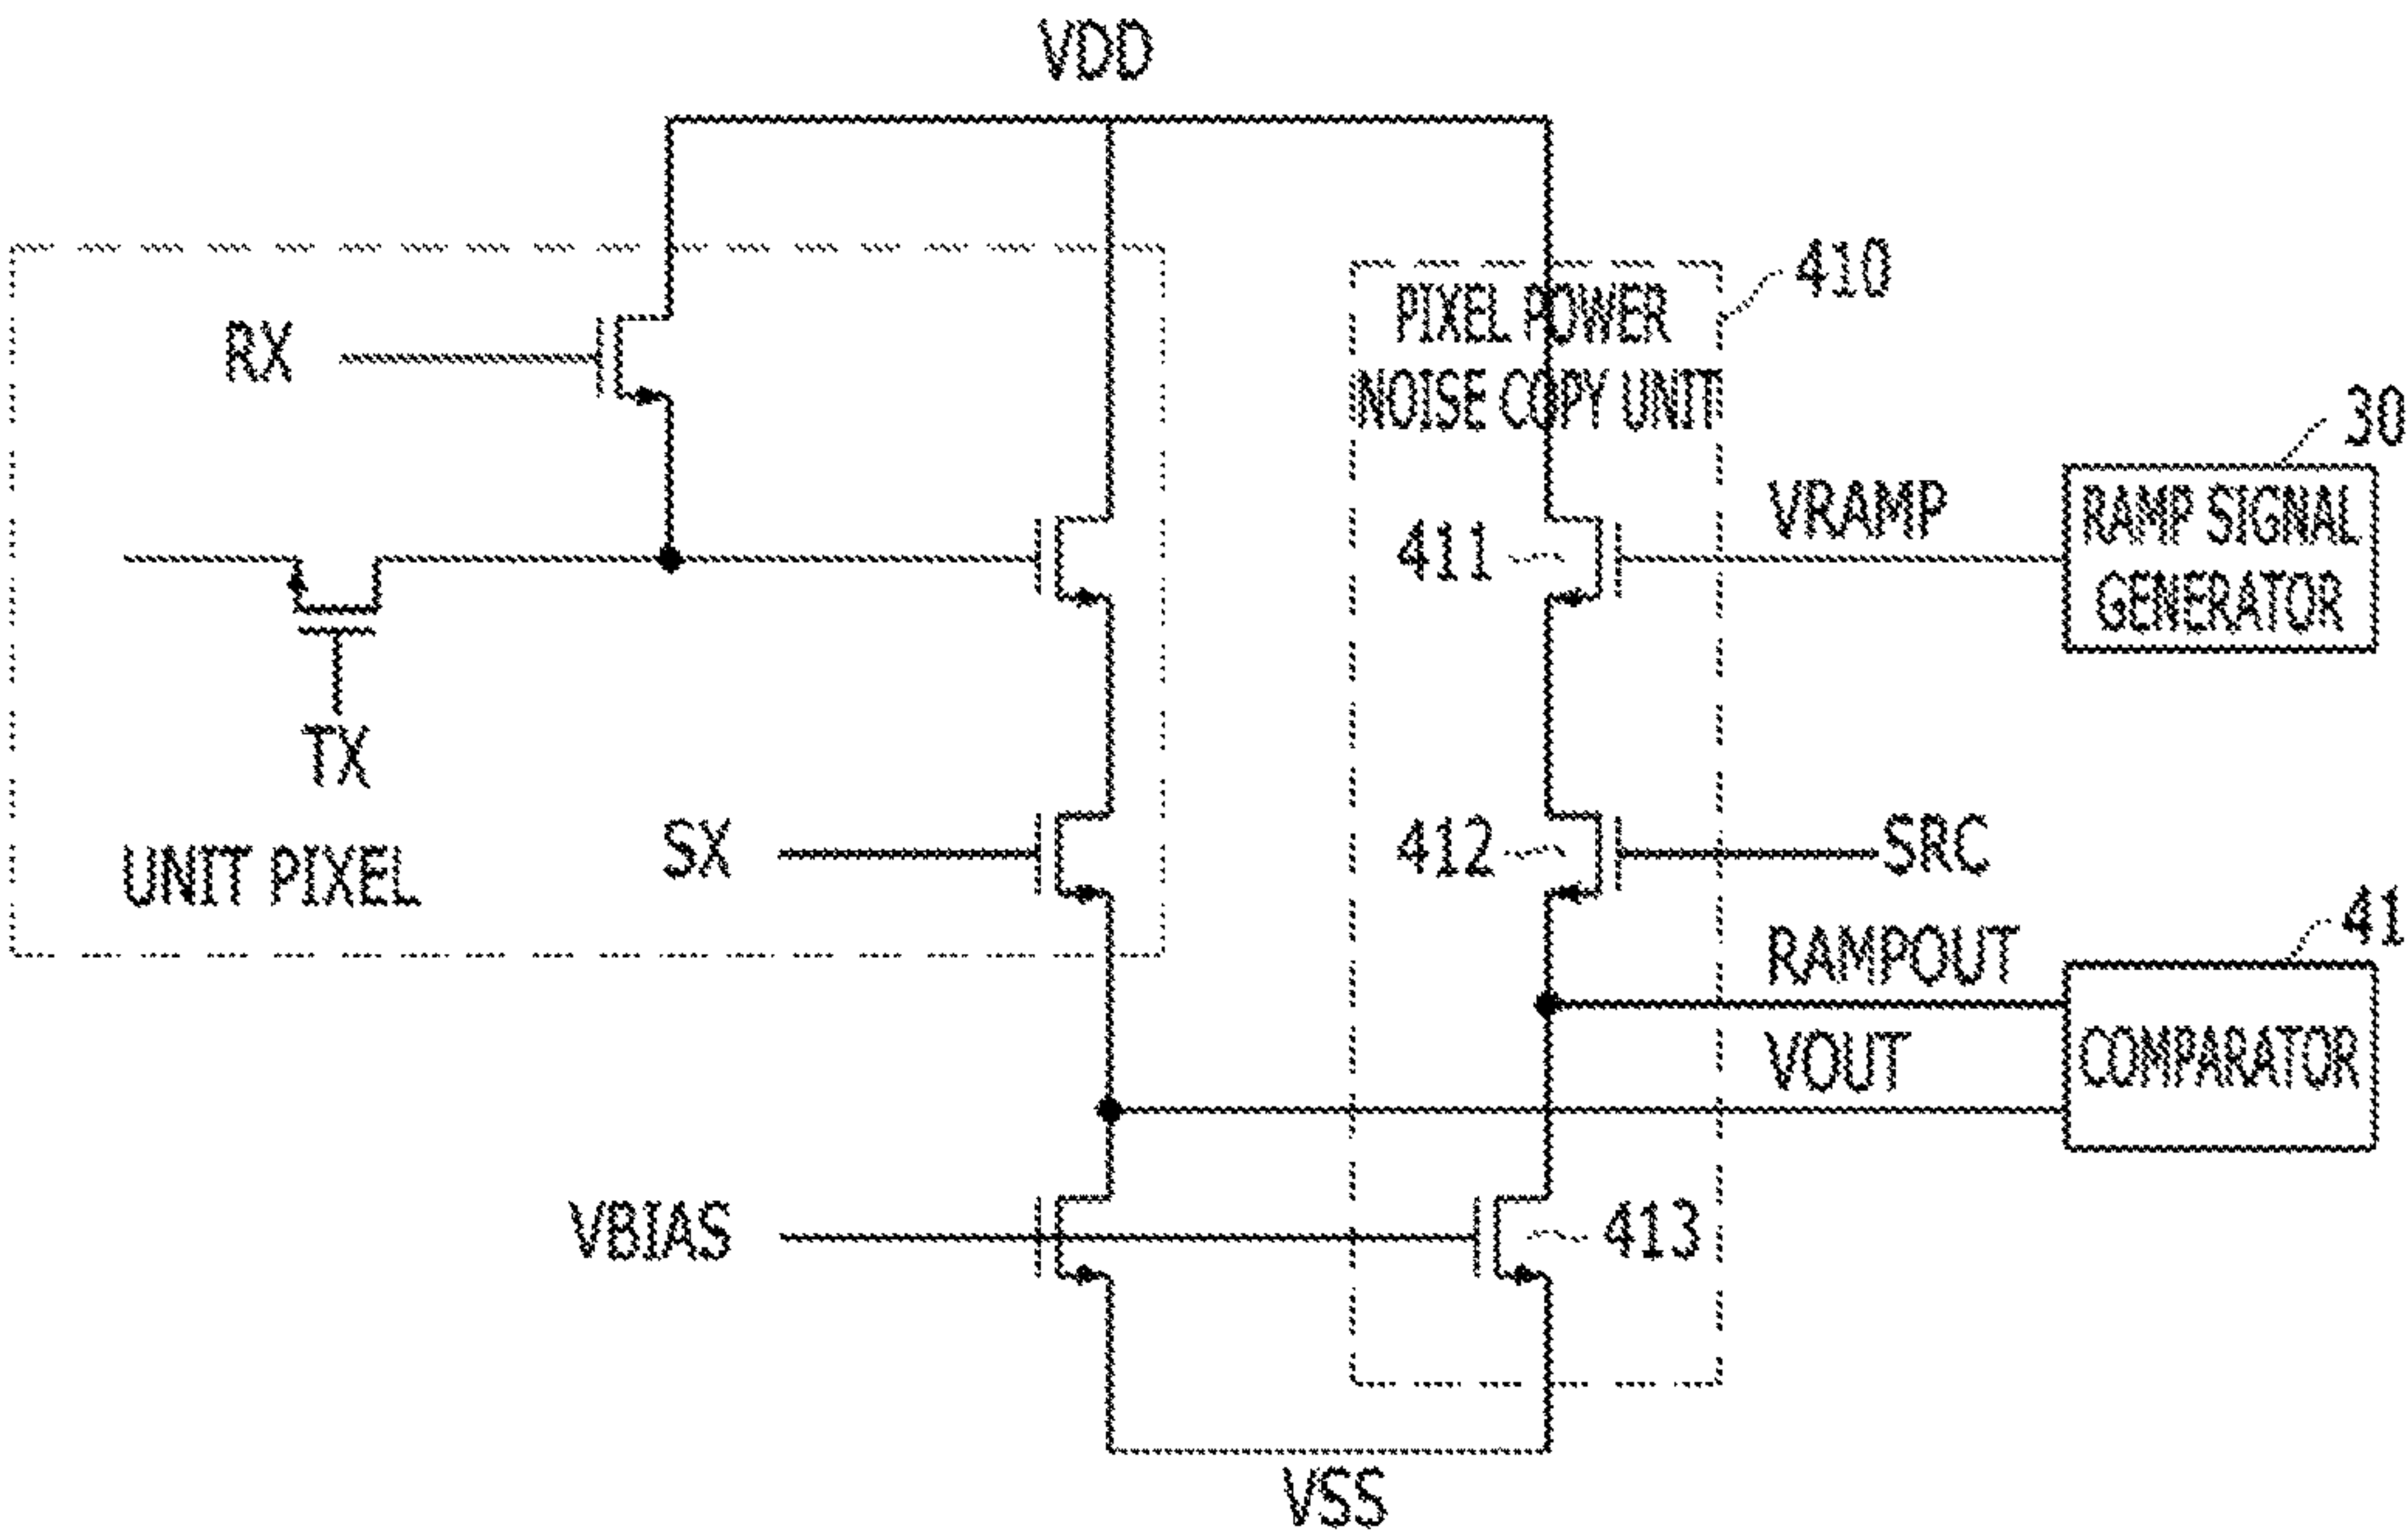 VDD
410
PIXEL POWER
NOISE COPY UNIT
RX
30
VRAMP
RAMP SIGNAL
GENERATOR
411
TX
SX
412
SRC
UNIT PIXEL
41
RAMPOUT
VOUT
COMPARATOR
VBIAS
413
VSS